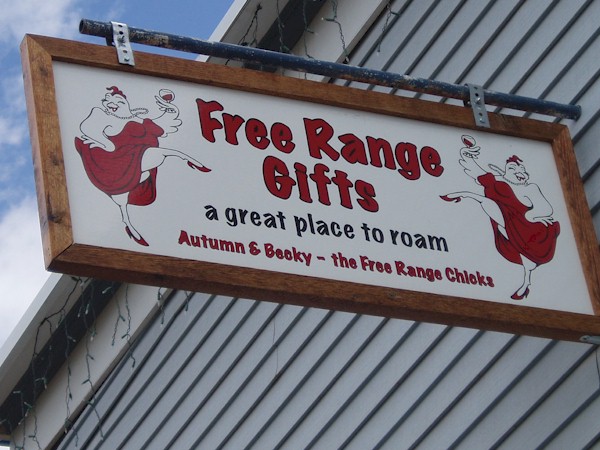 Free Range
Gifts
a great place to roam
Autumn & Becky - the Free Range Chicks